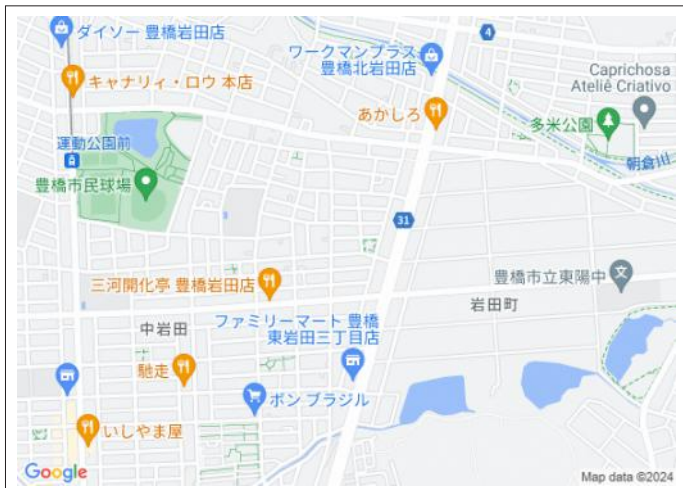 ダイソー 豊橋岩田店
4
ワークマンプラス
豊橋北岩田店
キャナリィ・ロウ 本店
Caprichosa
Ateliê Criativo
あかしろ
多米公園
運動公園前
朝倉川
豊橋市民球場
31
三河開化亭 豊橋岩田店
豊橋市立東陽中
文
岩田町
ファミリーマート 豊橋
東岩田三丁目店
中岩田
馳走
ボン ブラジル
いしやま屋
Google
Map data ©2024